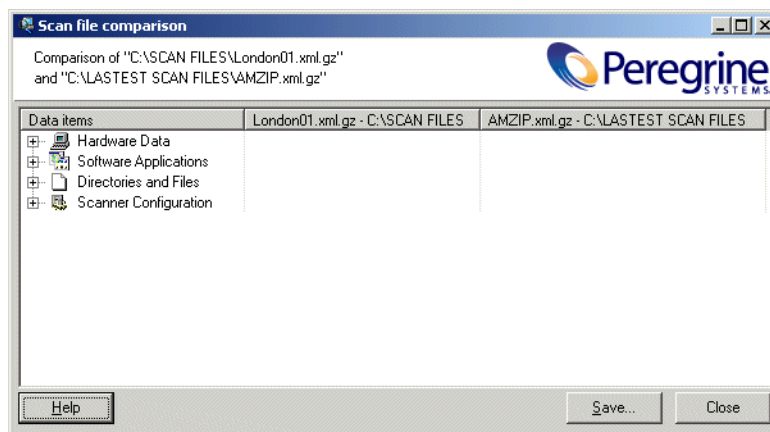 Scan file comparison
Comparison of "C:\SCAN FILES\London01.xml.gz"
and "C:\LASTEST SCAN FILES\AMZIP.xml.gz"
Peregrine
SYSTEMS
Data items London01.xml.gz - C:\SCAN FILES AMZIP.xml.gz - C:\LASTEST SCAN FILES
Hardware Data
Software Applications
Directories and Files
Scanner Configuration
Help Save... Close